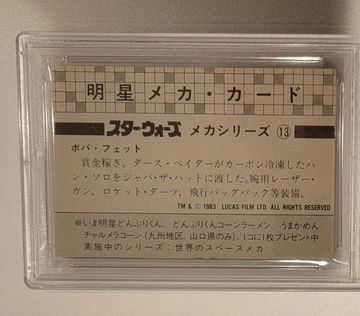 明星メカ・カード
スター・ウォーズ メカシリーズ ⑬
ボバ・フェット
賞金稼ぎ。ダース・ベイダーがカーボン冷凍したハ
ン・ソロをジャバ・ザ・ハットに渡した。腕用レーザー・
ガン、ロケット・ダーツ、飛行バッグパック等装備。
TM & © 1983 LUCAS FILM LTD. ALL RIGHTS RESERVED
※いま明星どんぶりくん、どんぶりくんコーンラーメン、うまかめん
チャルメラコーン(九州地区、山口県のみ)、1コに1枚プレゼント中
実施中のシリーズ:世界のスペースメカ